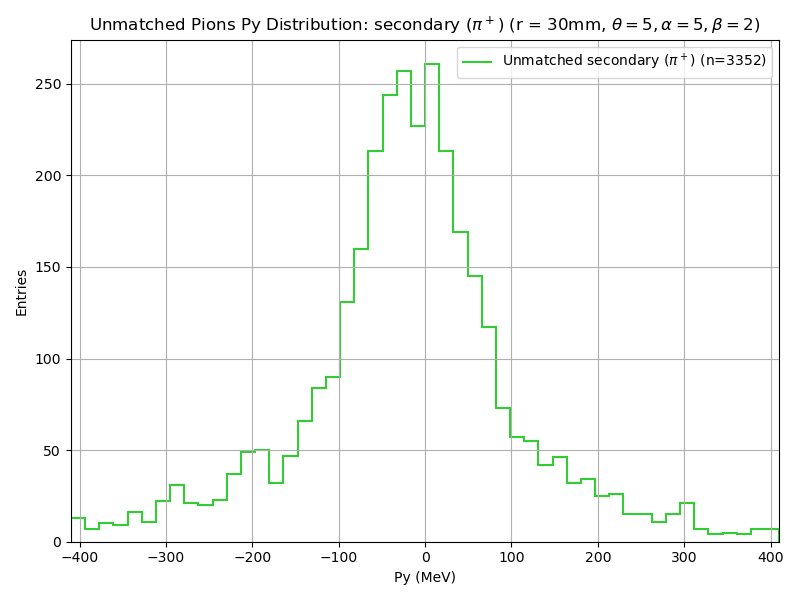 Unmatched Pions Py Distribution: secondary (π⁺) (r = 30mm, θ = 5, α = 5, β = 2)
Unmatched secondary (π⁺) (n=3352)
250
200
150
100
50
0
Entries
−400 −300 −200 −100 0 100 200 300 400
Py (MeV)